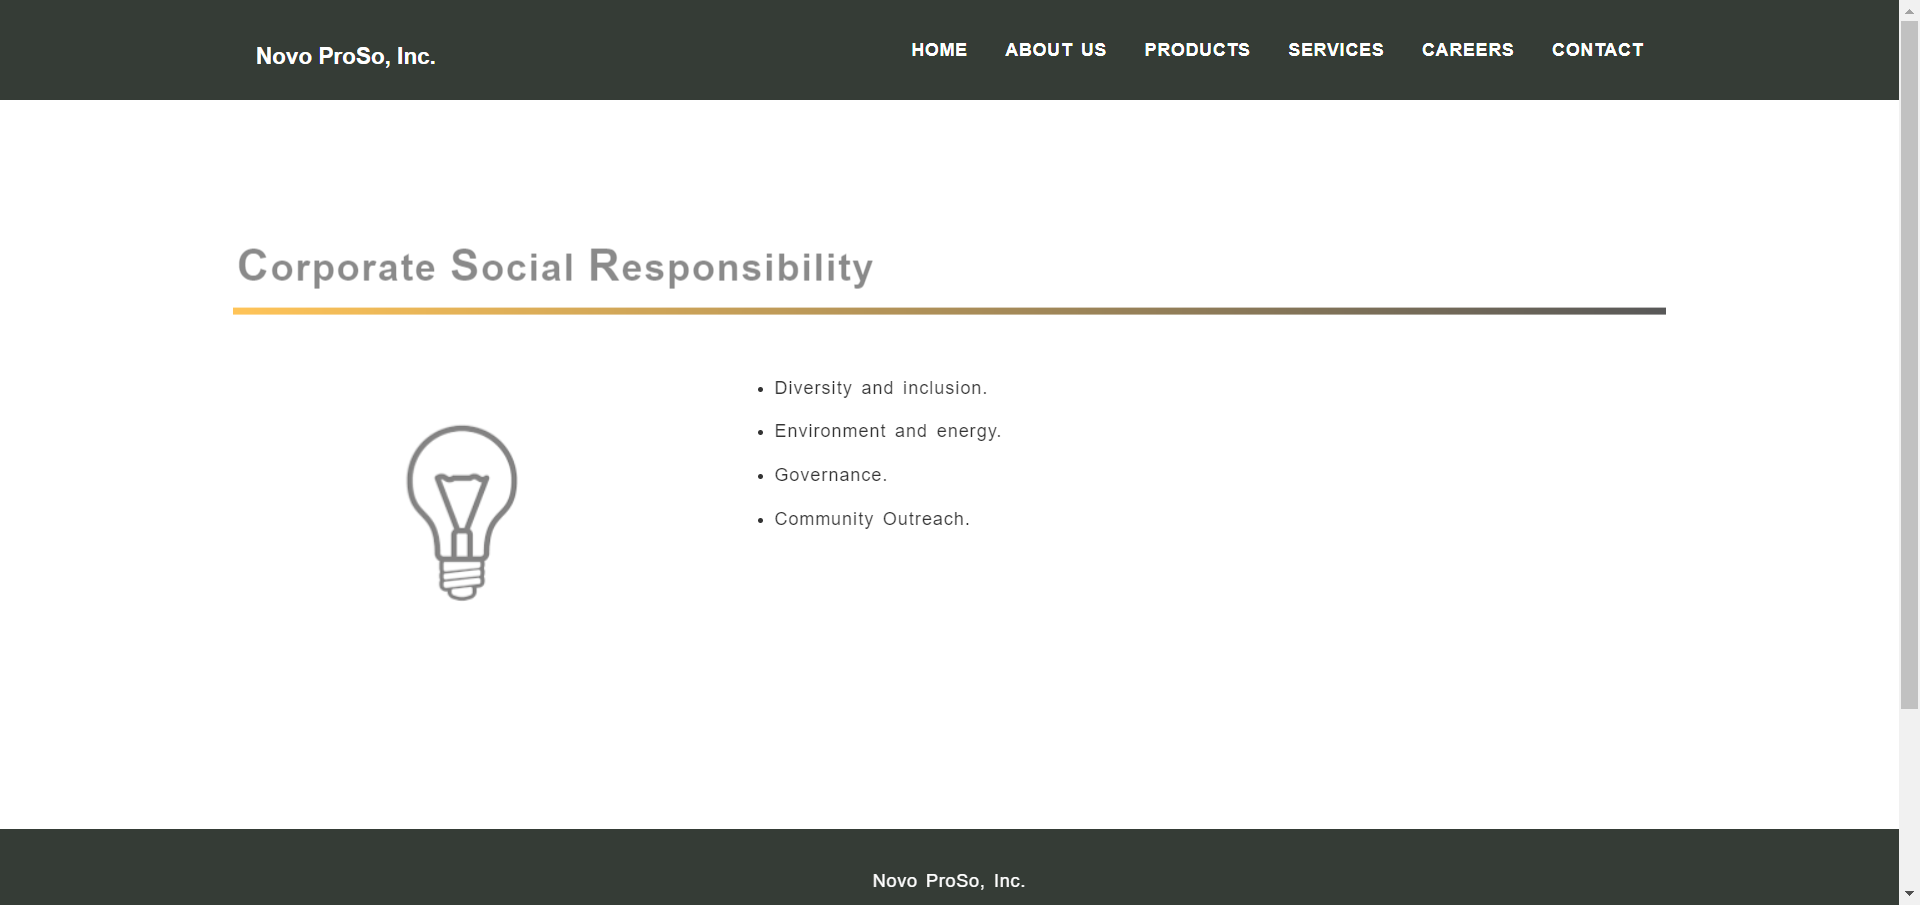 Novo ProSo, Inc.
HOME ABOUT US PRODUCTS SERVICES CAREERS CONTACT
Corporate Social Responsibility
• Diversity and inclusion.
• Environment and energy.
• Governance.
• Community Outreach.
Novo ProSo, Inc.